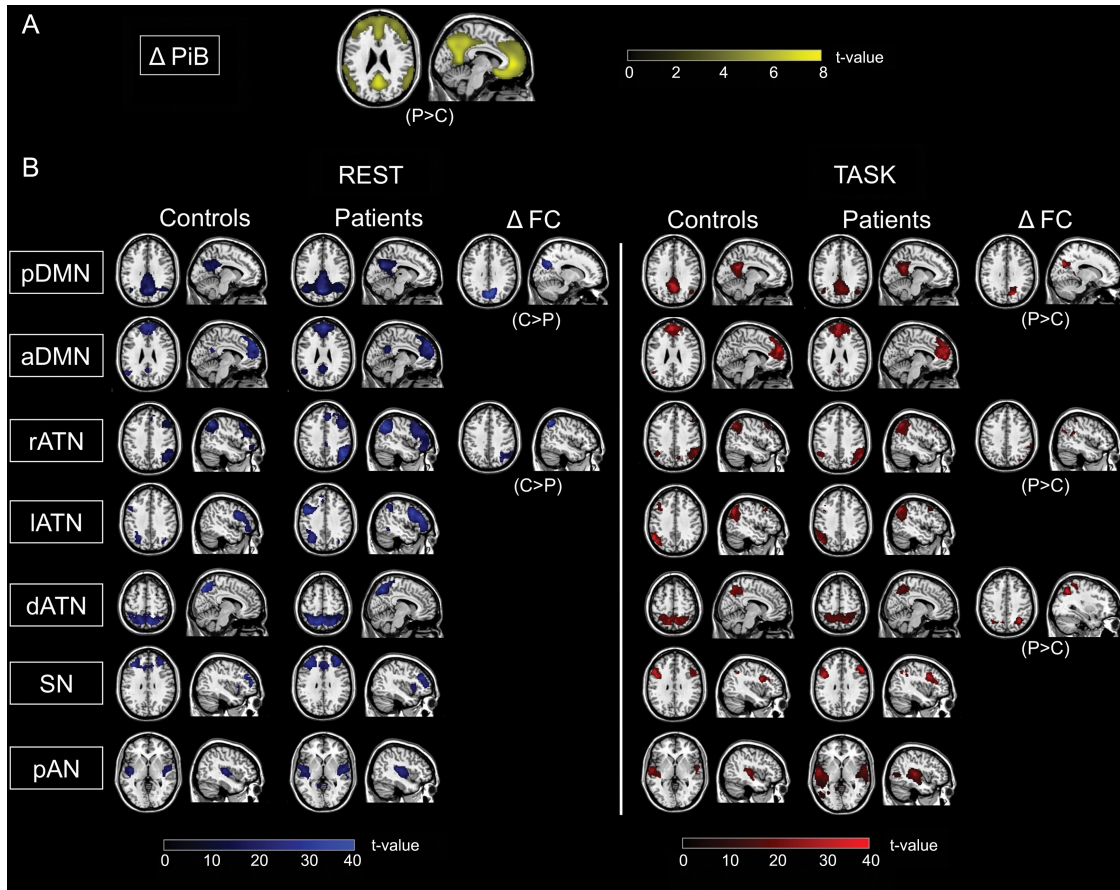 A
Δ PiB
t-value
0 2 4 6 8
(P>C)
B
REST
TASK
Controls Patients Δ FC
Controls Patients Δ FC
pDMN
(C>P)
(P>C)
aDMN
rATN
(C>P)
(P>C)
lATN
dATN
(P>C)
SN
pAN
t-value
0 10 20 30 40
t-value
0 10 20 30 40